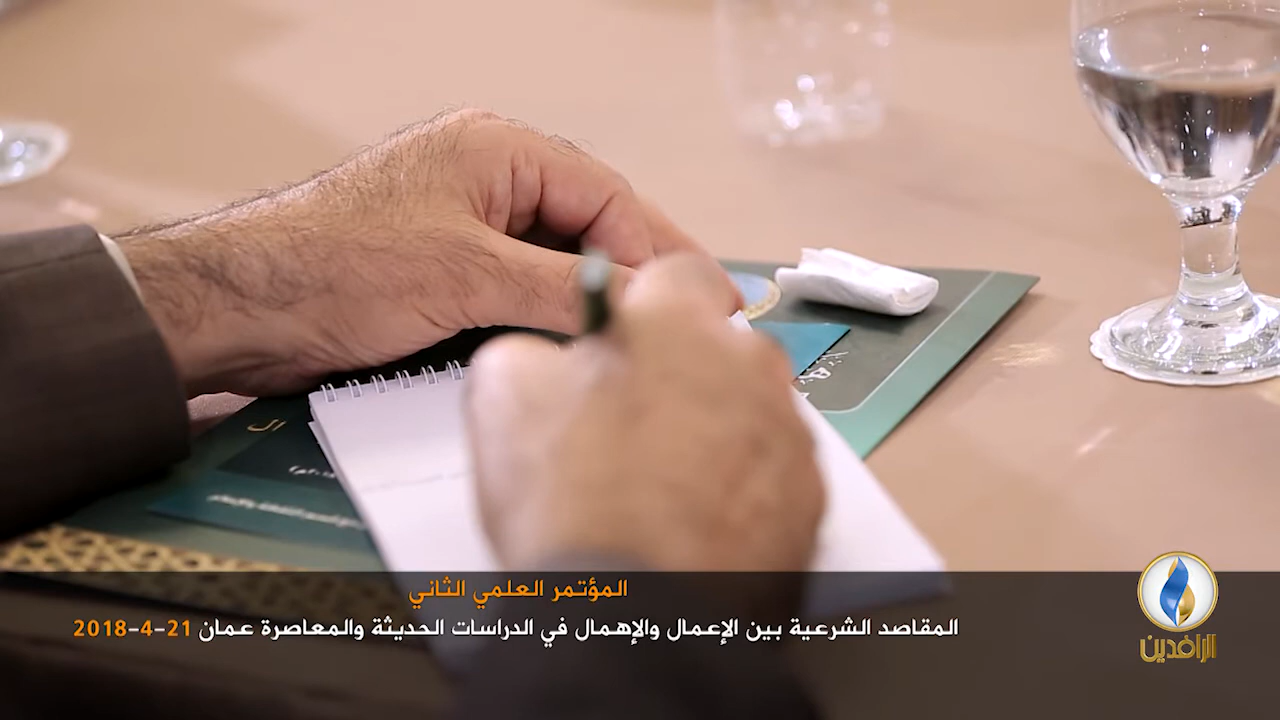 المؤتمر العلمي الثاني
المقاصد الشرعية بين الإعمال والإهمال في الدراسات الحديثة والمعاصرة عمان 21-4-2018
الرافدين